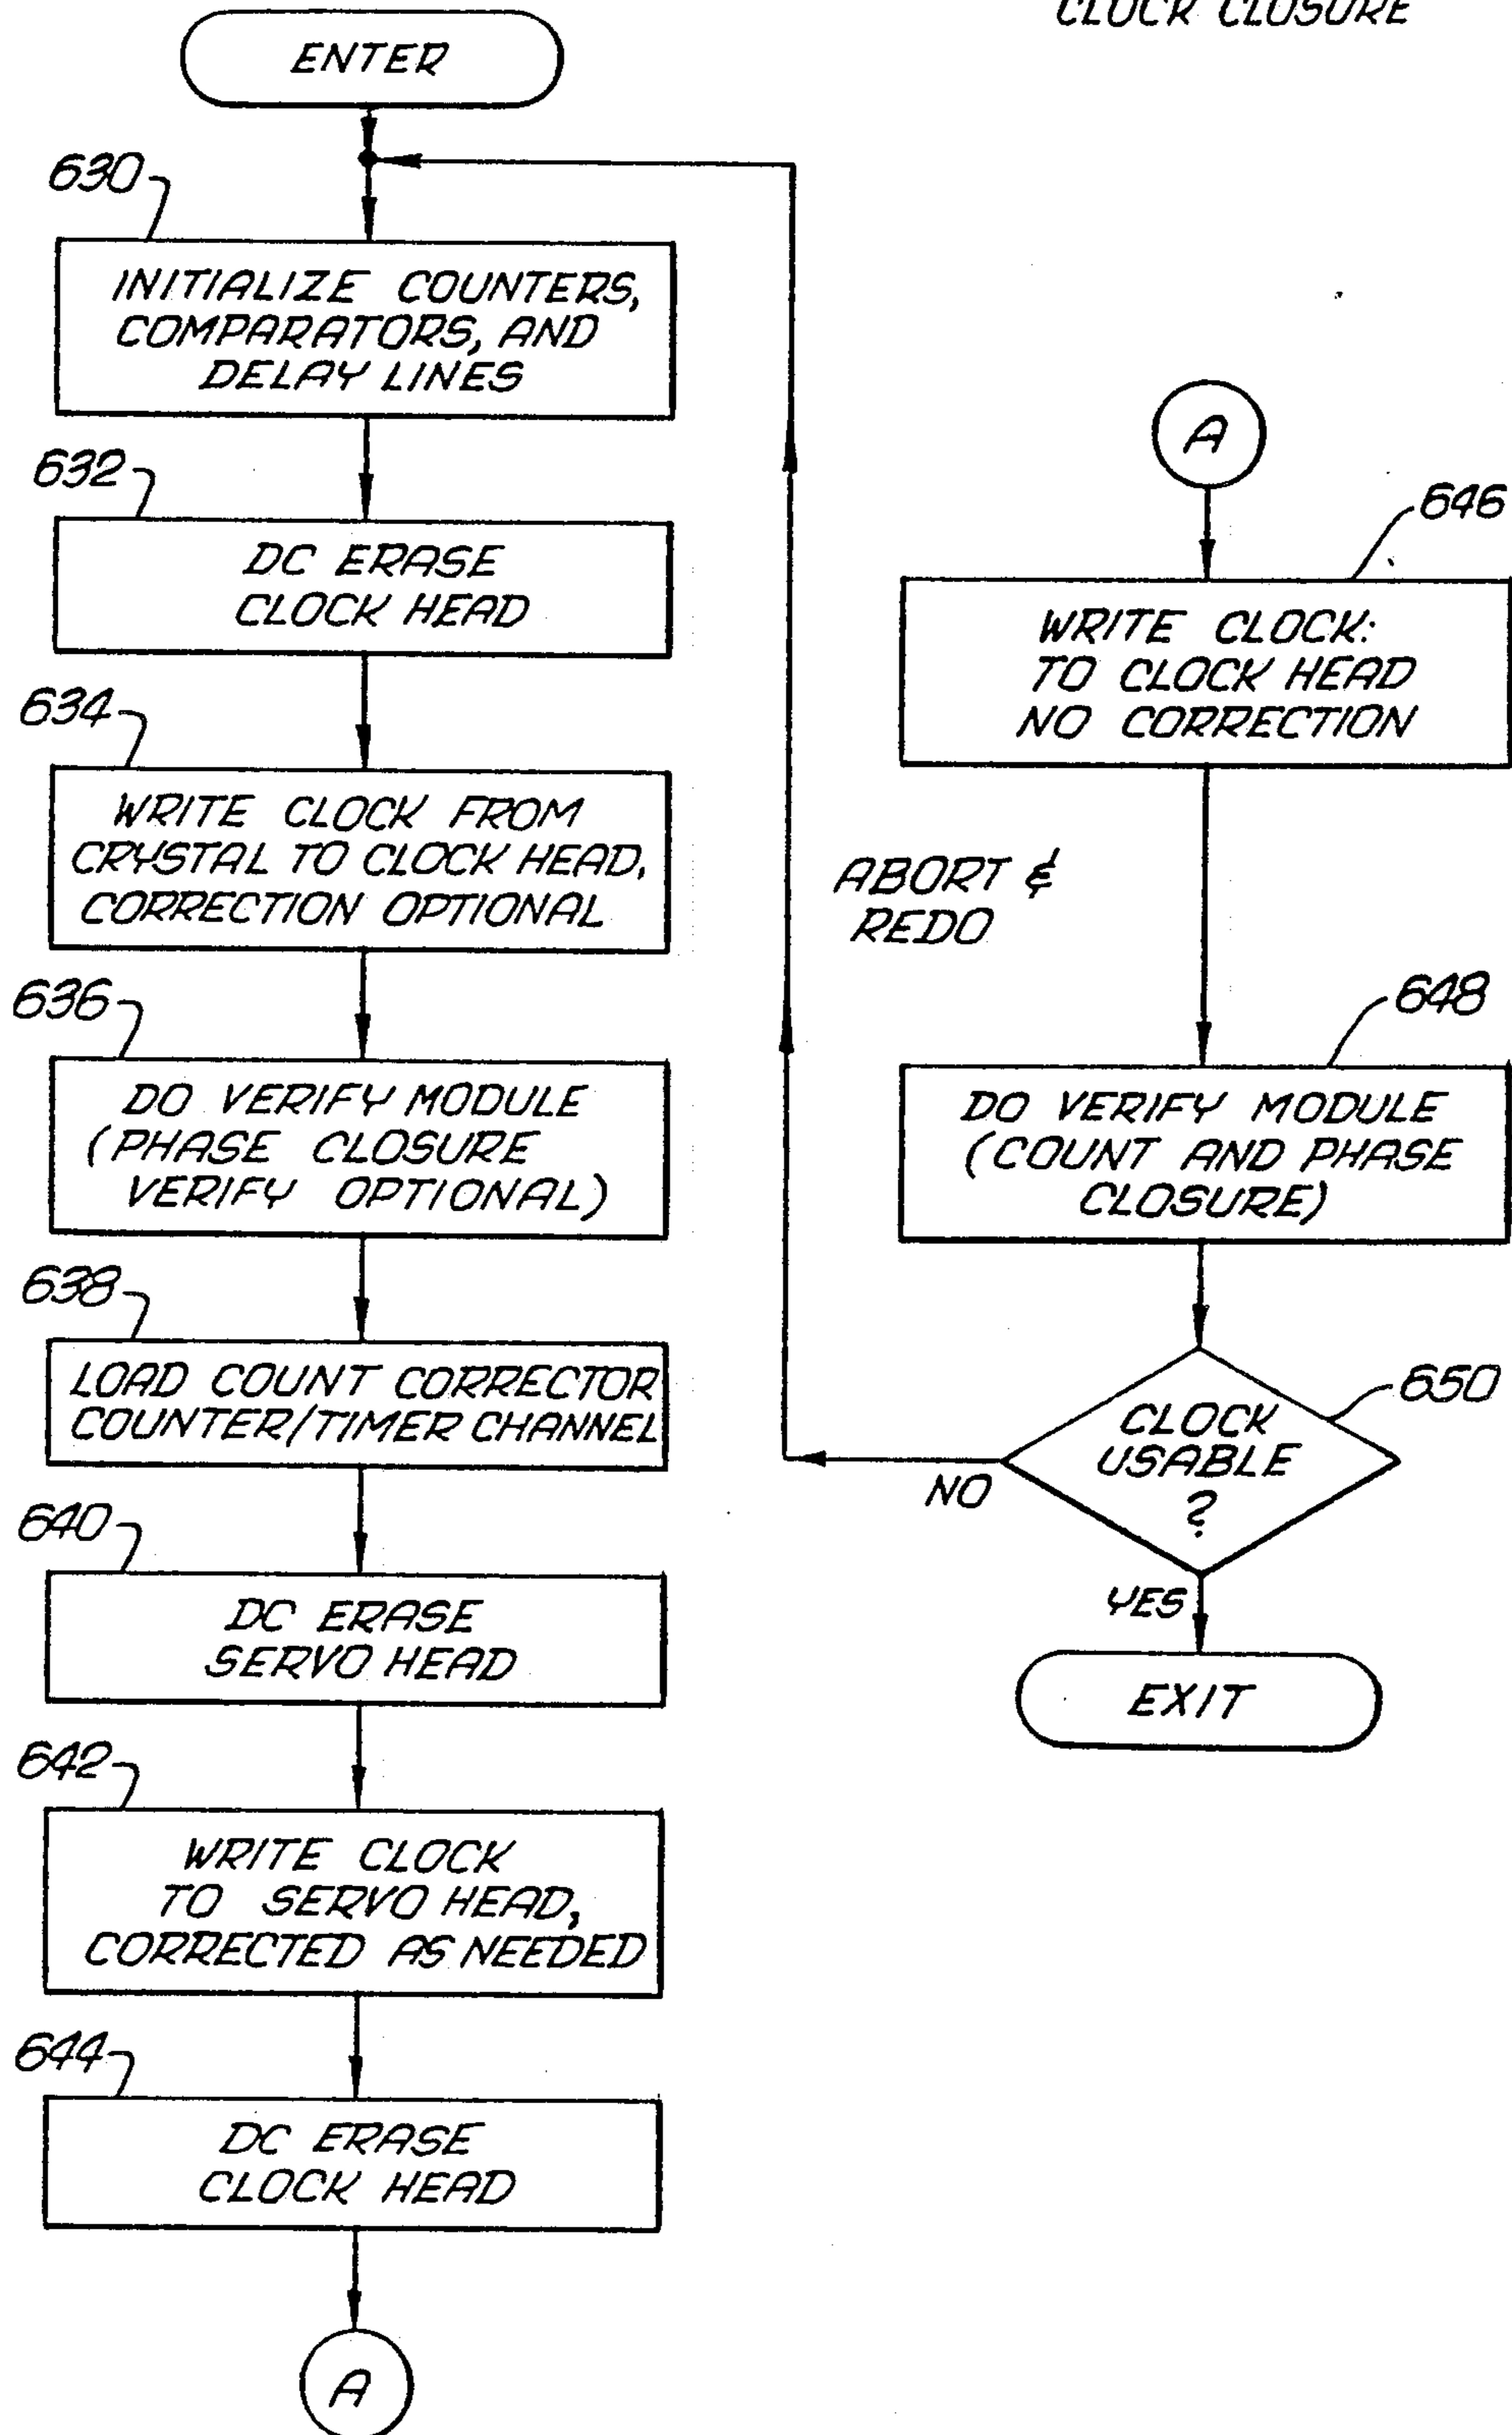 CLOCK CLOSURE
ENTER
630
INITIALIZE COUNTERS,
COMPARATORS, AND
DELAY LINES
632
DC ERASE
CLOCK HEAD
634
WRITE CLOCK FROM
CRYSTAL TO CLOCK HEAD,
CORRECTION OPTIONAL
636
DO VERIFY MODULE
(PHASE CLOSURE
VERIFY OPTIONAL)
638
LOAD COUNT CORRECTOR
COUNTER/TIMER CHANNEL
640
DC ERASE
SERVO HEAD
642
WRITE CLOCK
TO SERVO HEAD,
CORRECTED AS NEEDED
644
DC ERASE
CLOCK HEAD
A
A
646
WRITE CLOCK:
TO CLOCK HEAD
NO CORRECTION
ABORT &
REDO
648
DO VERIFY MODULE
(COUNT AND PHASE
CLOSURE)
650
CLOCK
USABLE
?
NO
YES
EXIT